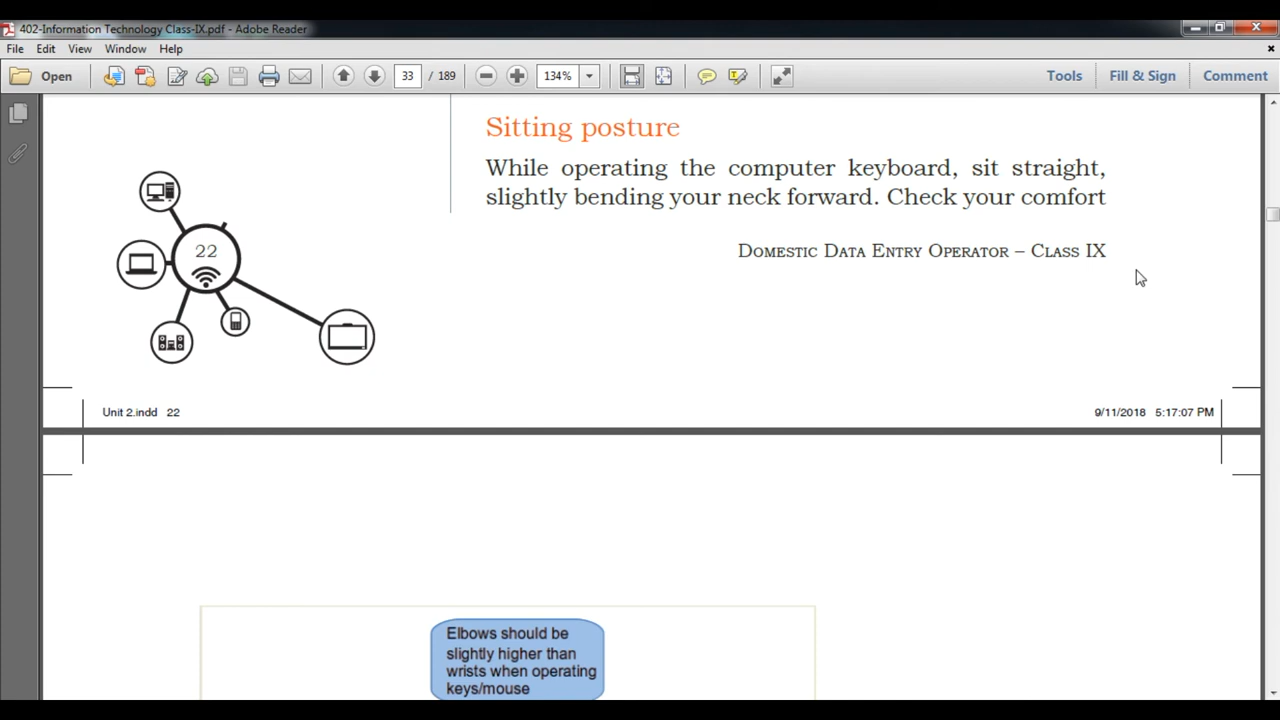 402-Information Technology Class-IX.pdf - Adobe Reader
File Edit View Window Help
Open 33 / 189 134% Tools Fill & Sign Comment
Sitting posture
While operating the computer keyboard, sit straight,
slightly bending your neck forward. Check your comfort
22
Domestic Data Entry Operator – Class IX
Unit 2.indd 22 9/11/2018 5:17:07 PM
Elbows should be
slightly higher than
wrists when operating
keys/mouse